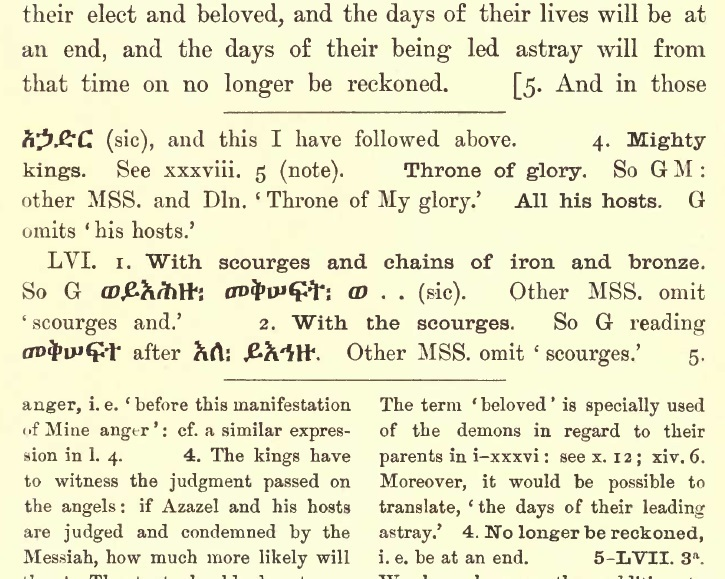 their elect and beloved, and the days of their lives will be at
an end, and the days of their being led astray will from
that time on no longer be reckoned. [5. And in those
አኃድር (sic), and this I have followed above. 4. Mighty
kings. See xxxviii. 5 (note). Throne of glory. So G M :
other MSS. and Dln. ‘Throne of My glory.’ All his hosts. G
omits ‘his hosts.’
LVI. 1. With scourges and chains of iron and bronze.
So G ወይእሕዙ፡ መቅሠፍት፡ ወ . . (sic). Other MSS. omit
‘scourges and.’ 2. With the scourges. So G reading
መቅሠፍት after እለ፡ ይእኅዙ. Other MSS. omit ‘scourges.’ 5.
anger, i. e. ‘before this manifestation
of Mine anger’: cf. a similar expres-
sion in l. 4. 4. The kings have
to witness the judgment passed on
the angels: if Azazel and his hosts
are judged and condemned by the
Messiah, how much more likely will
The term ‘beloved’ is specially used
of the demons in regard to their
parents in i–xxxvi: see x. 12; xiv. 6.
Moreover, it would be possible to
translate, ‘the days of their leading
astray.’ 4. No longer be reckoned,
i. e. be at an end. 5–LVII. 3ᵃ.